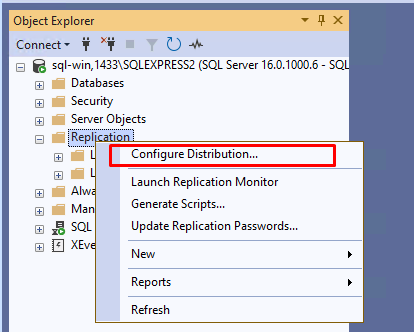 Object Explorer
Connect
sql-win,1433\SQLEXPRESS2 (SQL Server 16.0.1000.6 - SQL
Databases
Security
Server Objects
Replication
L
L
Alwa
Man
SQL
XEve
Configure Distribution...
Launch Replication Monitor
Generate Scripts...
Update Replication Passwords...
New
Reports
Refresh